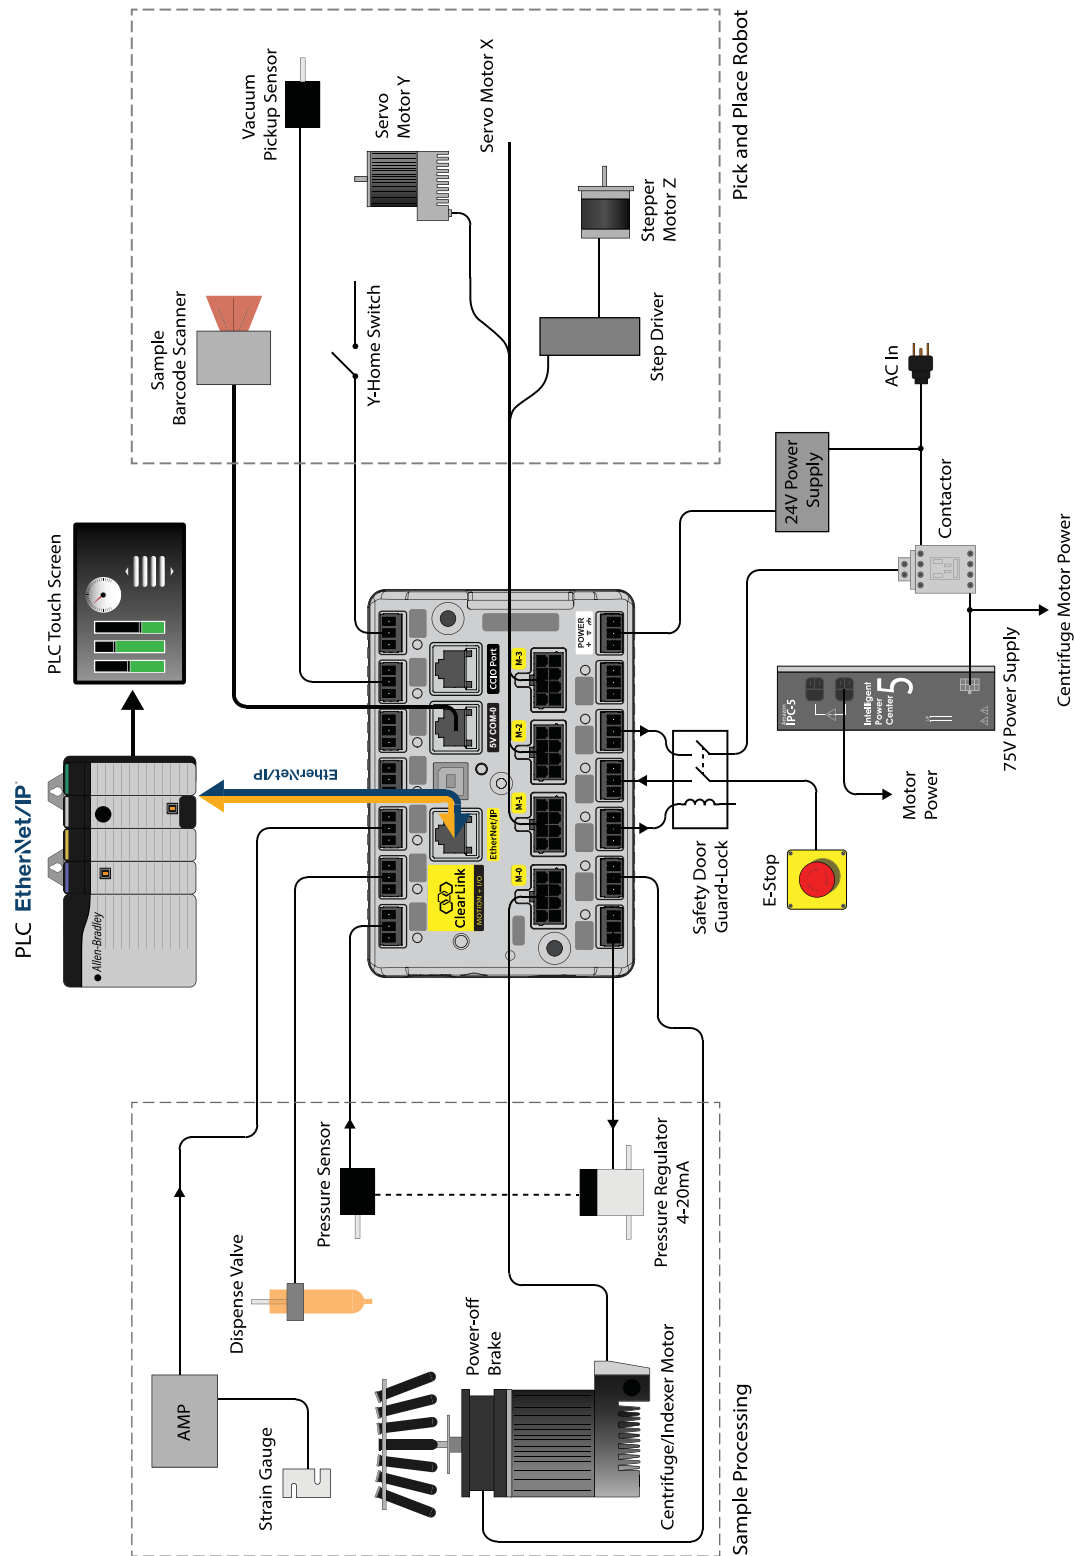 PLC EtherNet/IP™
PLC Touch Screen
Allen-Bradley
EtherNet/IP
Sample
Barcode Scanner
Vacuum
Pickup Sensor
Y-Home Switch
Servo
Motor Y
Servo Motor X
Stepper
Motor Z
Step Driver
Pick and Place Robot
AMP
Strain Gauge
Dispense Valve
Pressure Sensor
Pressure Regulator
4-20mA
Power-off
Brake
Centrifuge/Indexer Motor
Sample Processing
ClearLink
MOTION + I/O
EtherNet/IP
5V COM-0
CCIO Port
M-0
M-1
M-2
M-3
POWER
Safety Door
Guard-Lock
E-Stop
24V Power
Supply
AC In
Contactor
IPC-5
Intelligent
Power
Center
5
75V Power Supply
Motor
Power
Centrifuge Motor Power